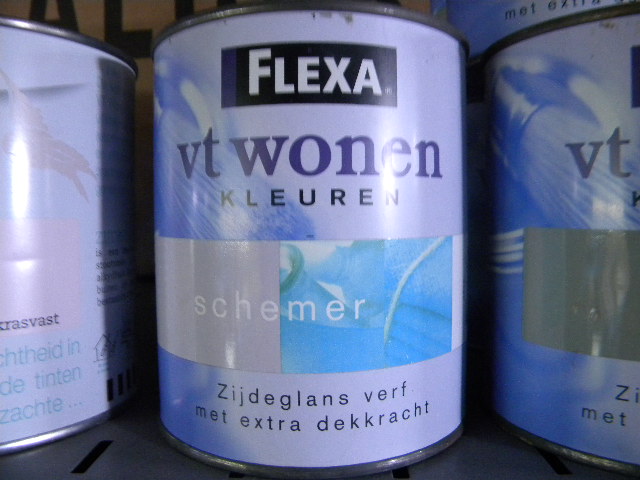 met extra
FLEXA
vt wonen
KLEUREN
schemer
Zijdeglans verf
met extra dekkracht
krasvast
chtheid in
de tinten
zachte ...
vt
K
Zi
met